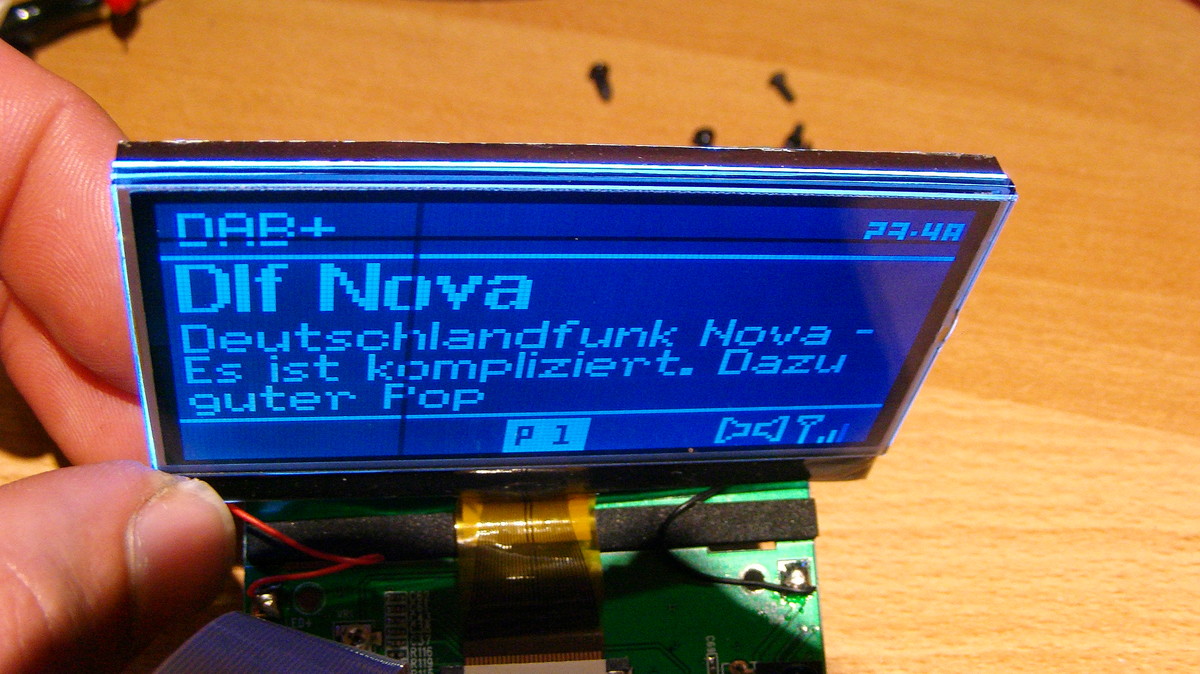 DAB+
Dlf Nova
Deutschlandfunk Nova -
Es ist kompliziert. Dazu
guter Pop
P 1